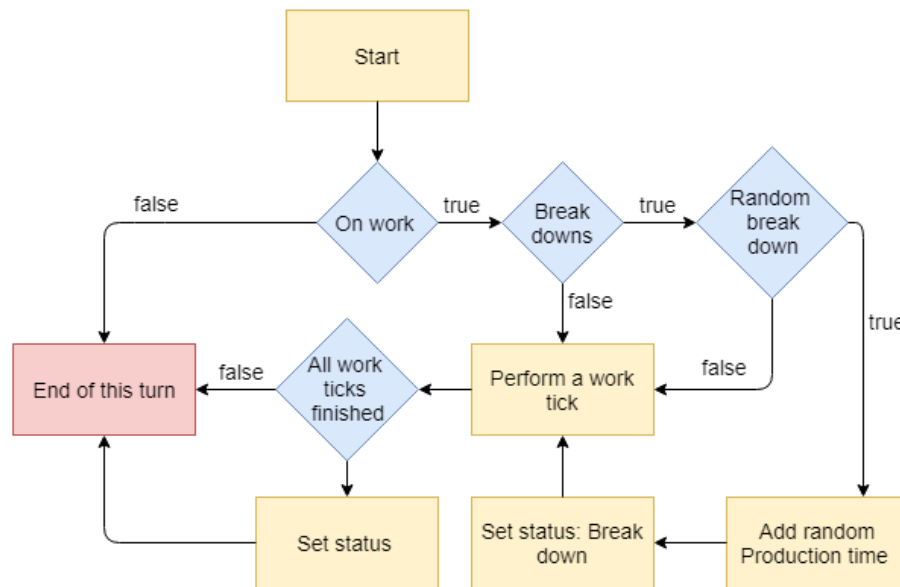 Start
false
On work
true
Break
downs
true
Random
break
down
false
true
End of this turn
false
All work
ticks
finished
Perform a work
tick
false
Set status
Set status: Break
down
Add random
Production time